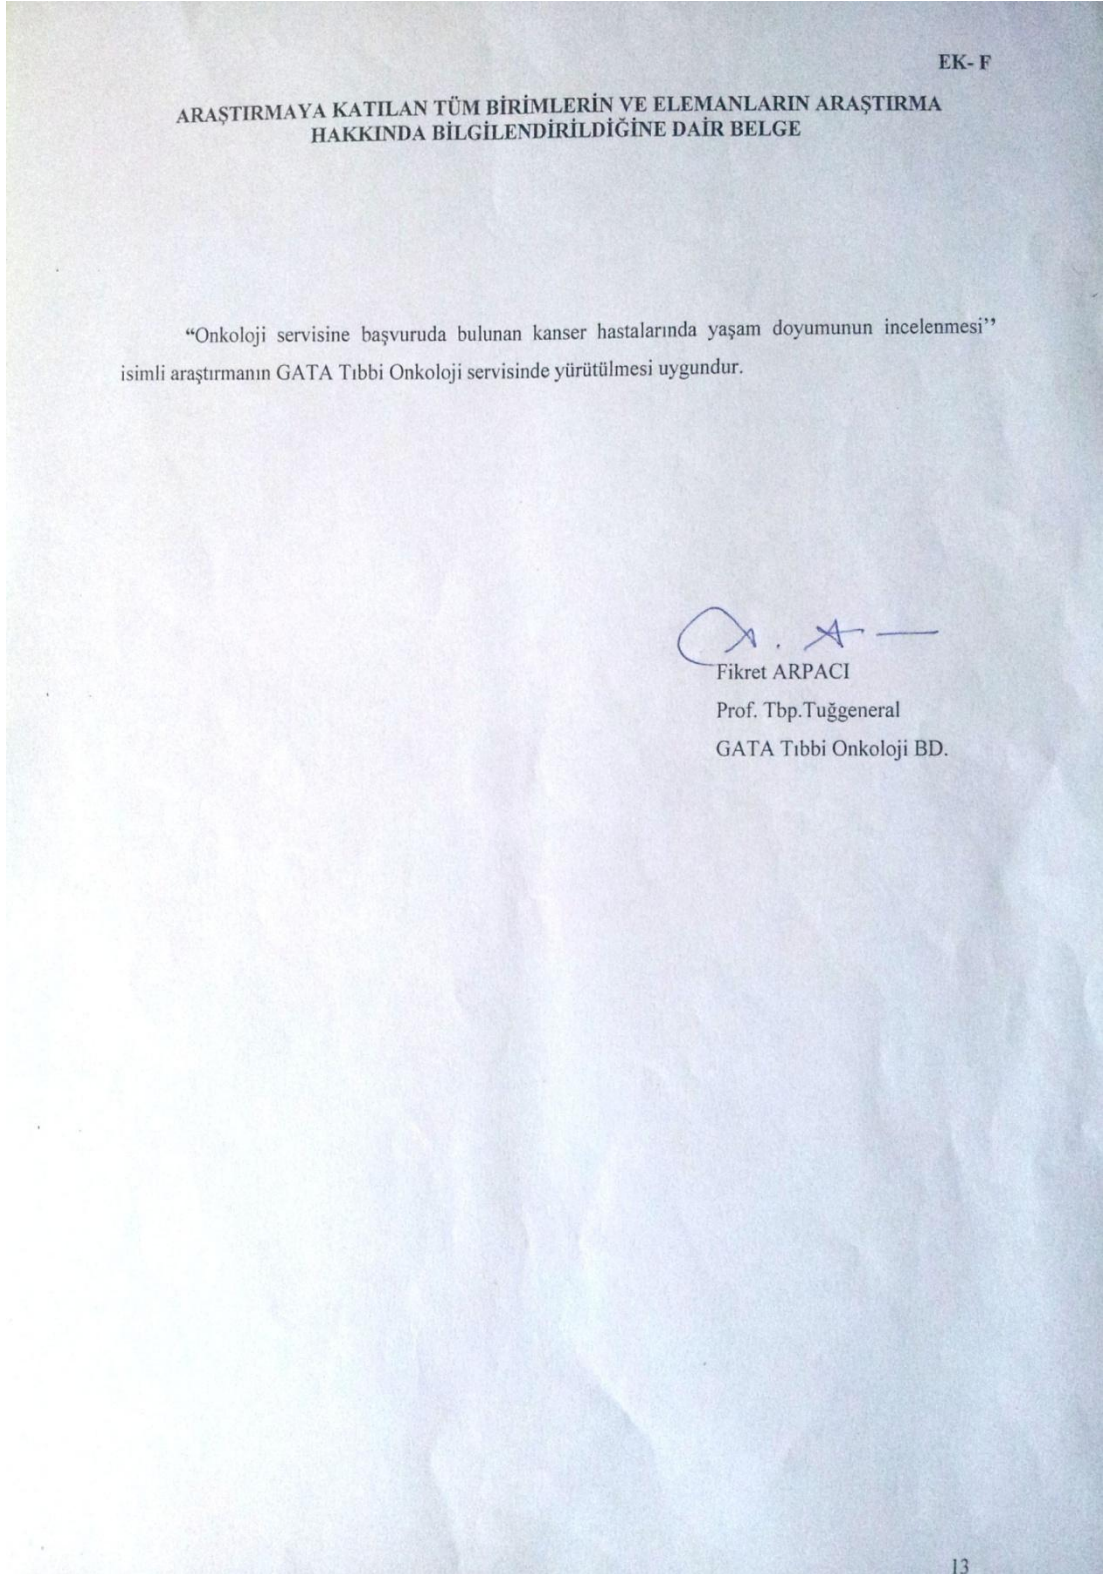 EK- F
ARAŞTIRMAYA KATILAN TÜM BİRİMLERİN VE ELEMANLARIN ARAŞTIRMA
HAKKINDA BİLGİLENDİRİLDİĞİNE DAİR BELGE
“Onkoloji servisine başvuruda bulunan kanser hastalarında yaşam doyumunun incelenmesi’’
isimli araştırmanın GATA Tıbbi Onkoloji servisinde yürütülmesi uygundur.
Fikret ARPACI
Prof. Tbp.Tuğgeneral
GATA Tıbbi Onkoloji BD.
13